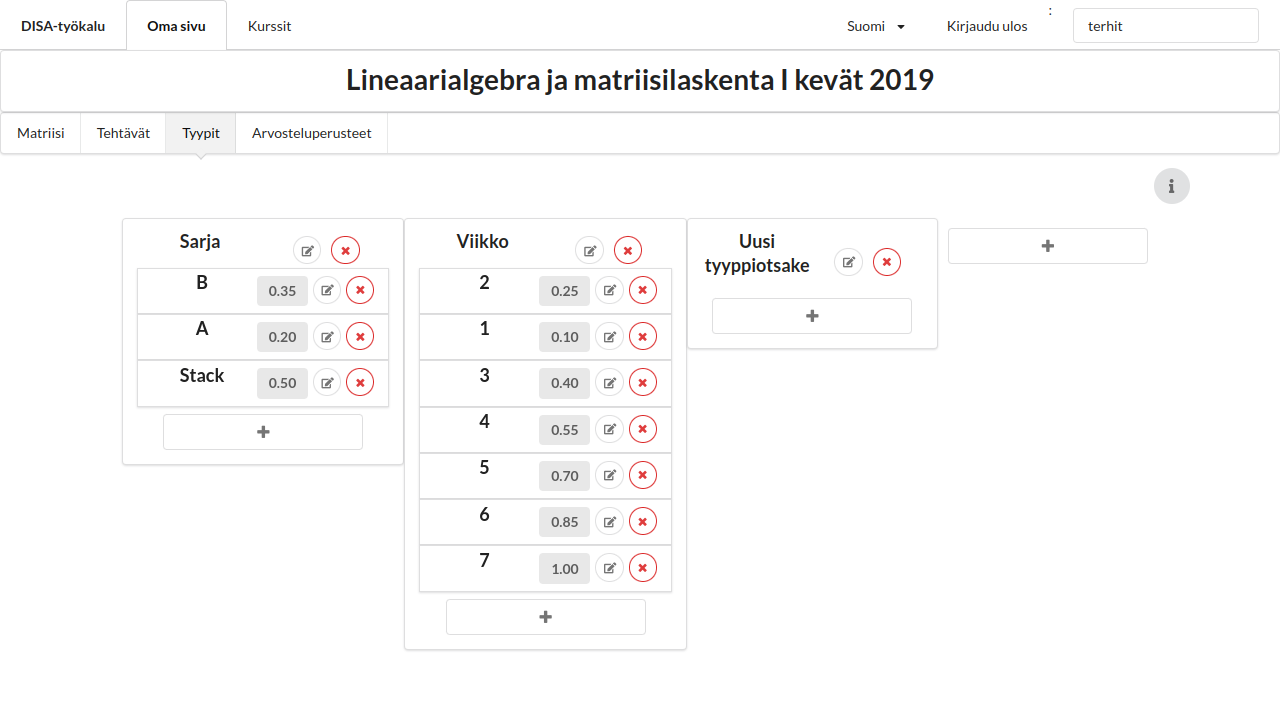 DISA-työkalu
Oma sivu
Kurssit
Suomi
Kirjaudu ulos
:
terhit
Lineaarialgebra ja matriisilaskenta I kevät 2019
Matriisi
Tehtävät
Tyypit
Arvosteluperusteet
Sarja
B 0.35
A 0.20
Stack 0.50
Viikko
2 0.25
1 0.10
3 0.40
4 0.55
5 0.70
6 0.85
7 1.00
Uusi
tyyppiotsake